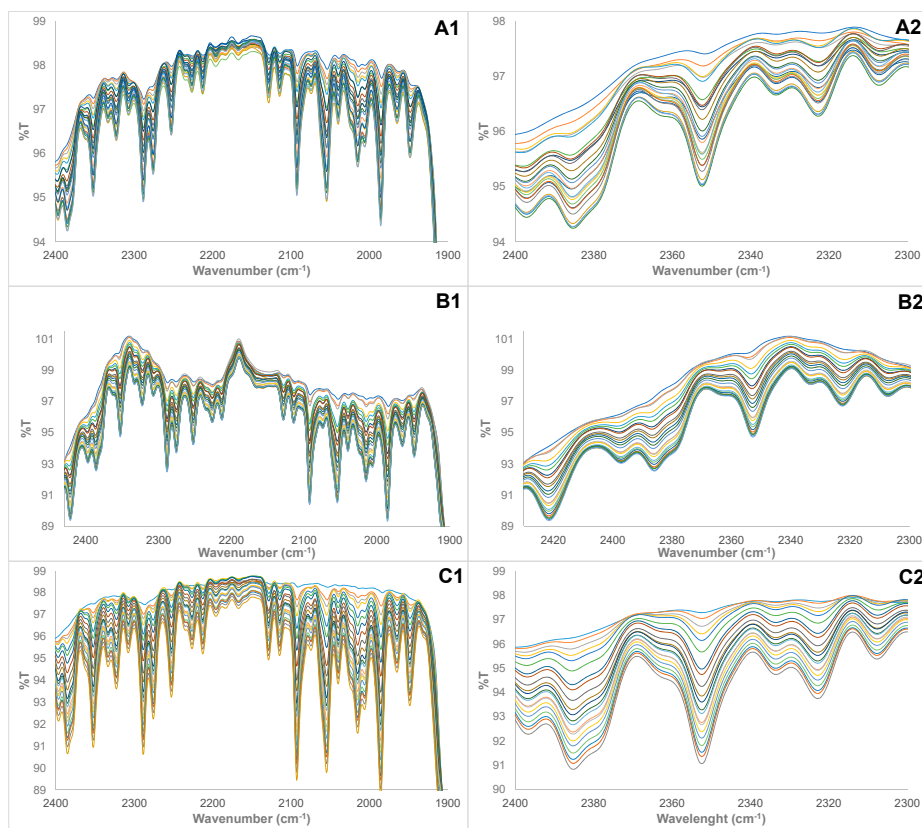 A1
99
98
97
96
95
94
%T
2400 2300 2200 2100 2000 1900
Wavenumber (cm⁻¹)
A2
98
97
96
95
94
%T
2400 2380 2360 2340 2320 2300
Wavenumber (cm⁻¹)
B1
101
99
97
95
93
91
89
%T
2400 2300 2200 2100 2000 1900
Wavenumber (cm⁻¹)
B2
101
99
97
95
93
91
89
%T
2420 2400 2380 2360 2340 2320 2300
Wavenumber (cm⁻¹)
C1
99
98
97
96
95
94
93
92
91
90
89
%T
2400 2300 2200 2100 2000 1900
Wavenumber (cm⁻¹)
C2
99
98
97
96
95
94
93
92
91
90
%T
2400 2380 2360 2340 2320 2300
Wavelenght (cm⁻¹)